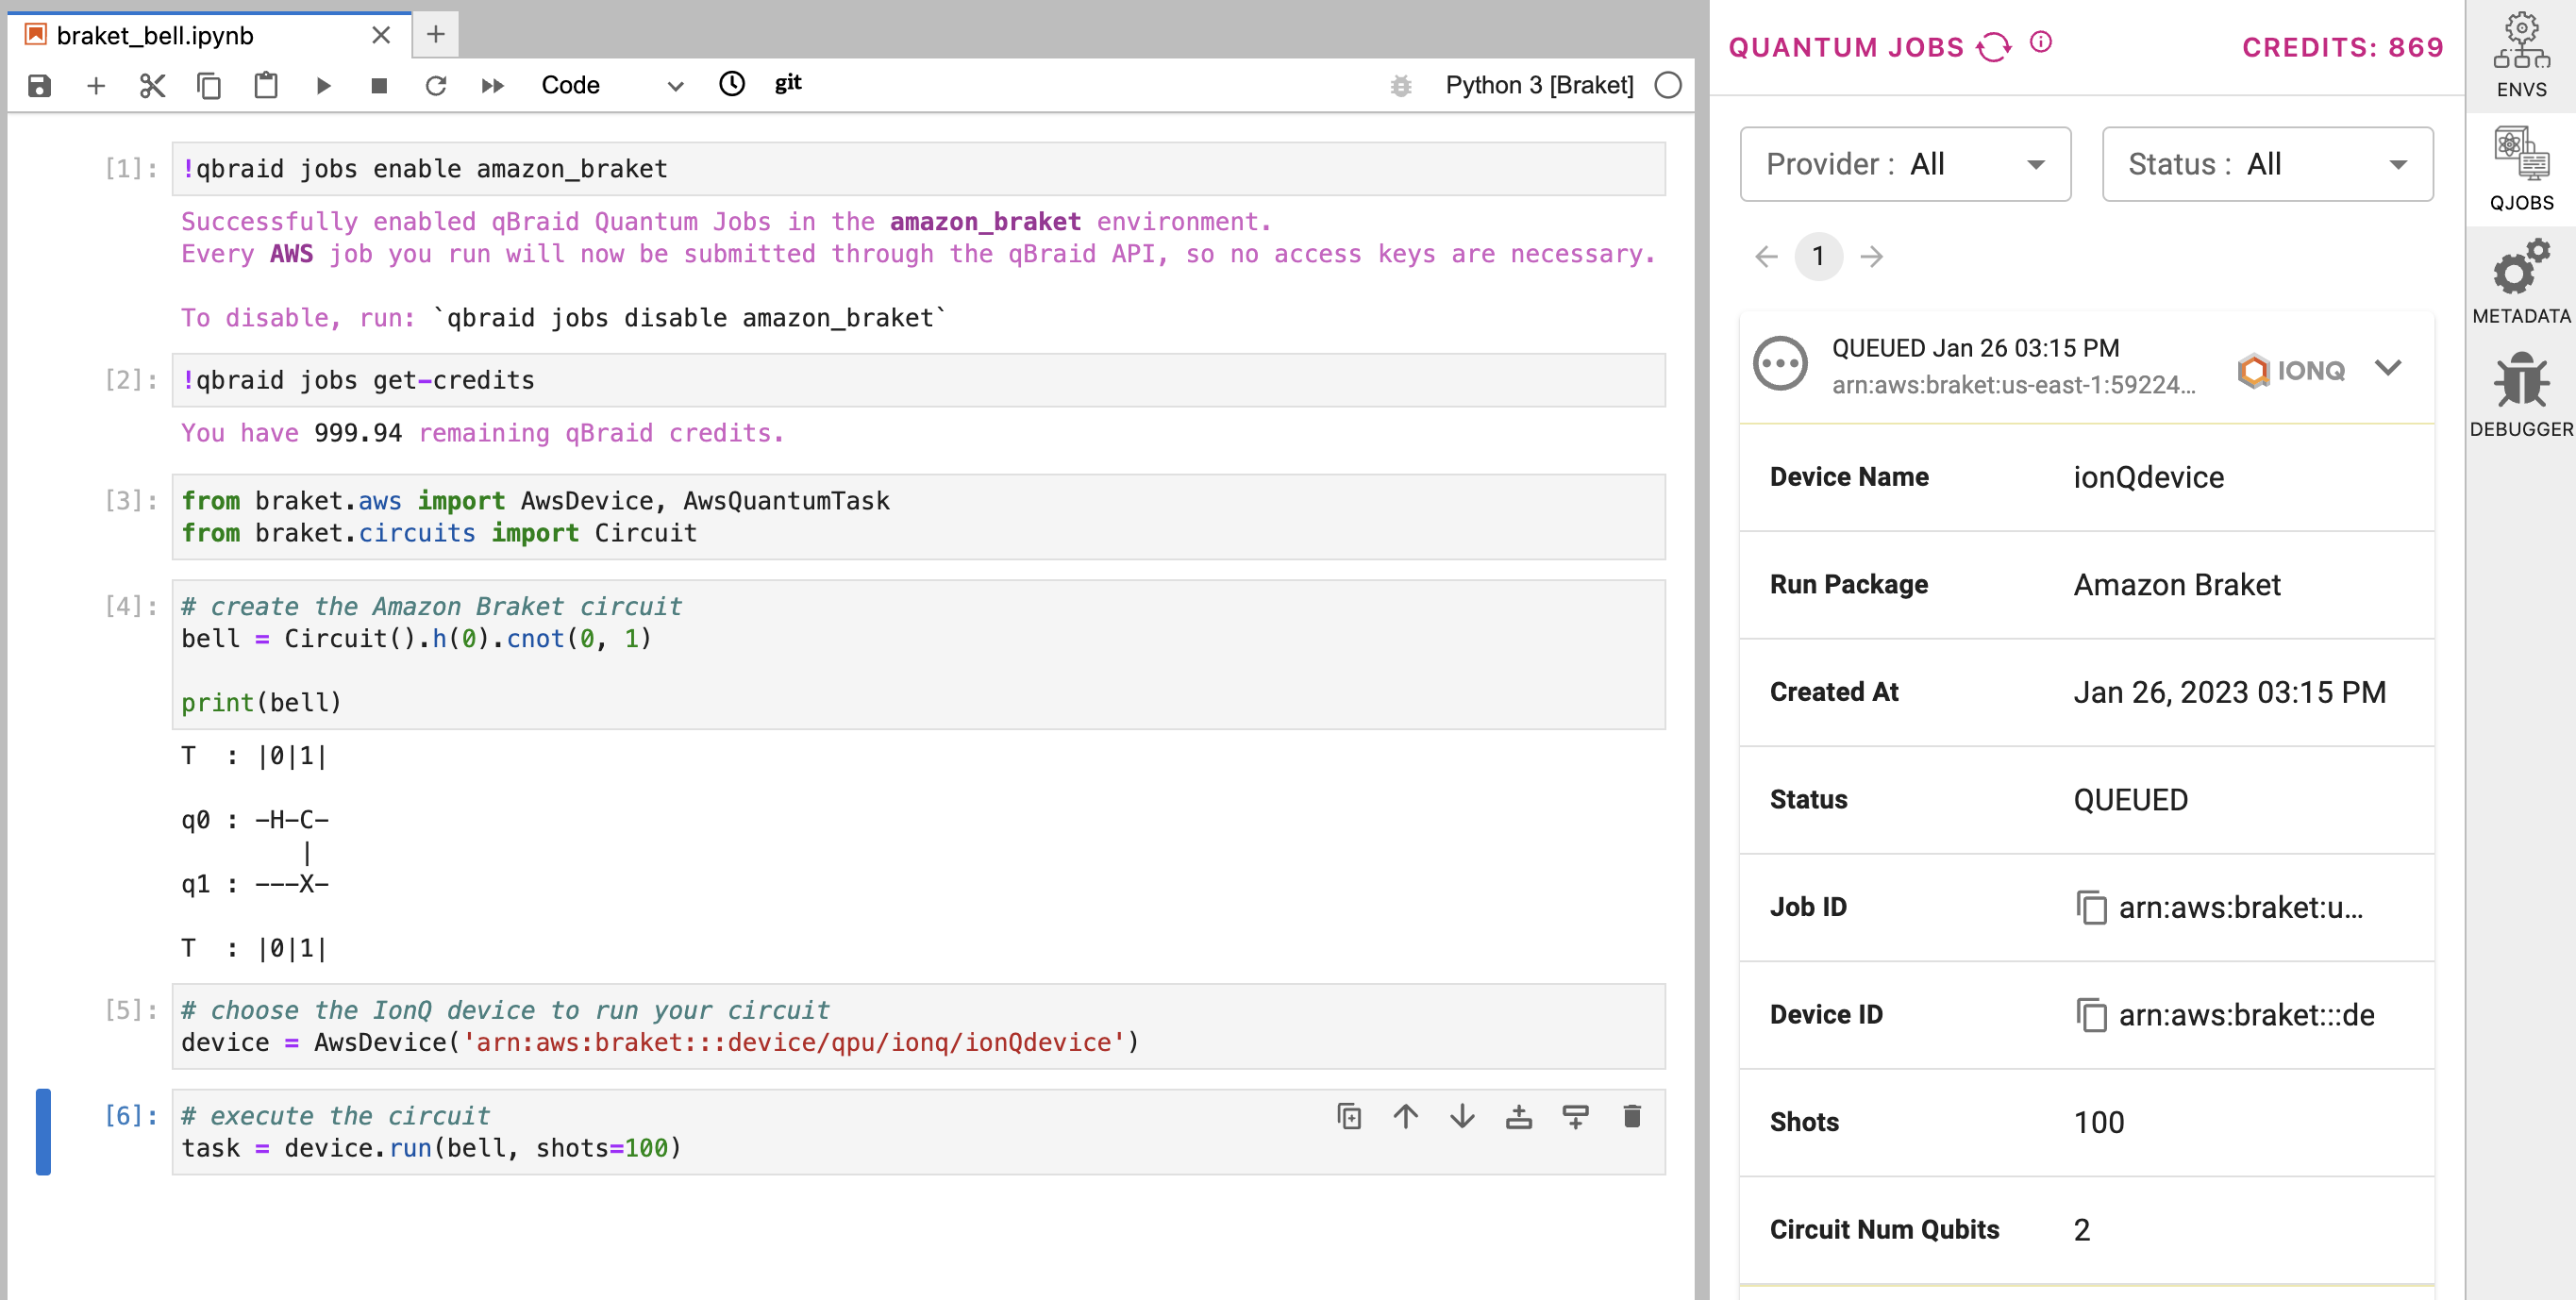 braket_bell.ipynb
Code
git
Python 3 [Braket]
[1]:
!qbraid jobs enable amazon_braket
Successfully enabled qBraid Quantum Jobs in the amazon_braket environment.
Every AWS job you run will now be submitted through the qBraid API, so no access keys are necessary.
To disable, run: `qbraid jobs disable amazon_braket`
[2]:
!qbraid jobs get-credits
You have 999.94 remaining qBraid credits.
[3]:
from braket.aws import AwsDevice, AwsQuantumTask
from braket.circuits import Circuit
[4]:
# create the Amazon Braket circuit
bell = Circuit().h(0).cnot(0, 1)
print(bell)
T  : |0|1|
q0 : -H-C-
|
q1 : ---X-
T  : |0|1|
[5]:
# choose the IonQ device to run your circuit
device = AwsDevice('arn:aws:braket:::device/qpu/ionq/ionQdevice')
[6]:
# execute the circuit
task = device.run(bell, shots=100)
QUANTUM JOBS
CREDITS: 869
Provider : All
Status : All
1
QUEUED Jan 26 03:15 PM
arn:aws:braket:us-east-1:59224...
IONQ
Device Name ionQdevice
Run Package Amazon Braket
Created At Jan 26, 2023 03:15 PM
Status QUEUED
Job ID arn:aws:braket:u...
Device ID arn:aws:braket:::de
Shots 100
Circuit Num Qubits 2
ENVS
QJOBS
METADATA
DEBUGGER